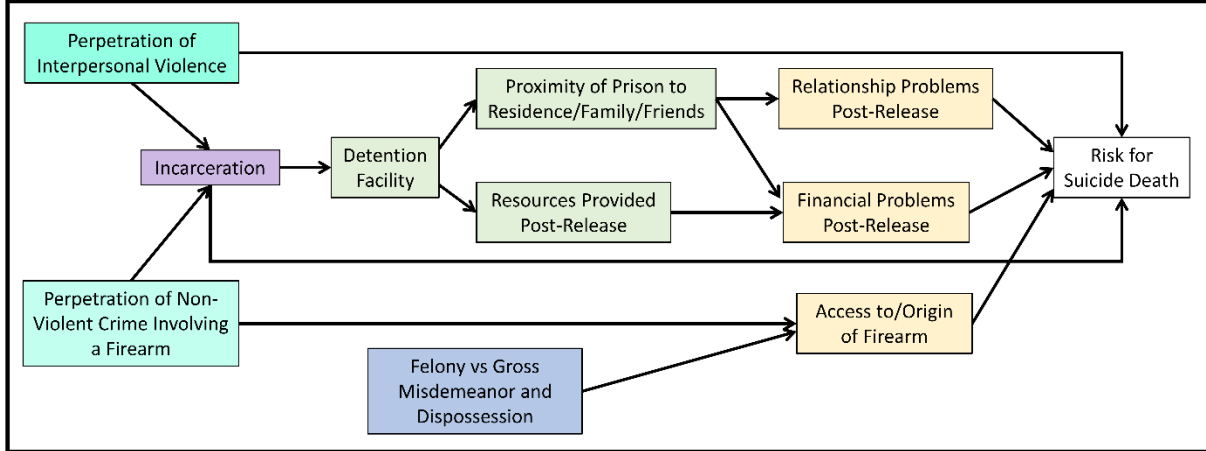 Perpetration of
Interpersonal Violence
Proximity of Prison to
Residence/Family/Friends
Relationship Problems
Post-Release
Incarceration
Detention
Facility
Risk for
Suicide Death
Resources Provided
Post-Release
Financial Problems
Post-Release
Perpetration of Non-
Violent Crime Involving
a Firearm
Access to/Origin
of Firearm
Felony vs Gross
Misdemeanor and
Dispossession